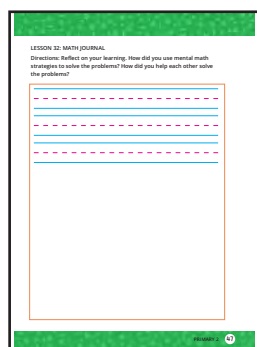 LESSON 32: MATH JOURNAL
Directions: Reflect on your learning. How did you use mental math
strategies to solve the problems? How did you help each other solve
the problems?
PRIMARY 2
47